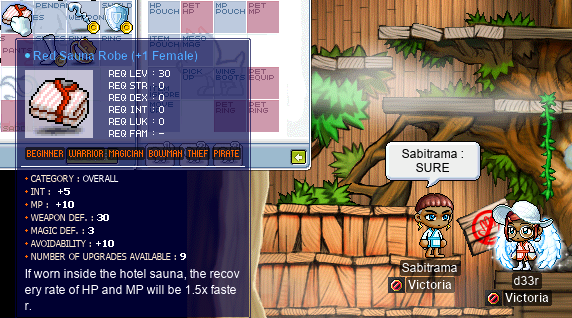 PENDANT
HP POUCH
MP POUCH
PET HP
PET MP
WEAPON
ITEM POUCH
MESO MAG
PICK UP
WING BOOTS
PET EQUIP
PET RING
PET RING
• Red Sauna Robe (+1 Female)
REQ LEV : 30
REQ STR : 0
REQ DEX : 0
REQ INT : 0
REQ LUK : 0
REQ FAM : -
BEGINNER WARRIOR MAGICIAN BOWMAN THIEF PIRATE
• CATEGORY : OVERALL
• INT : +5
• MP : +10
• WEAPON DEF. : 30
• MAGIC DEF. : 3
• AVOIDABILITY : +10
• NUMBER OF UPGRADES AVAILABLE : 9
If worn inside the hotel sauna, the recov
ery rate of HP and MP will be 1.5x faste
r.
Sabitrama :
SURE
Sabitrama
Victoria
d33r
Victoria